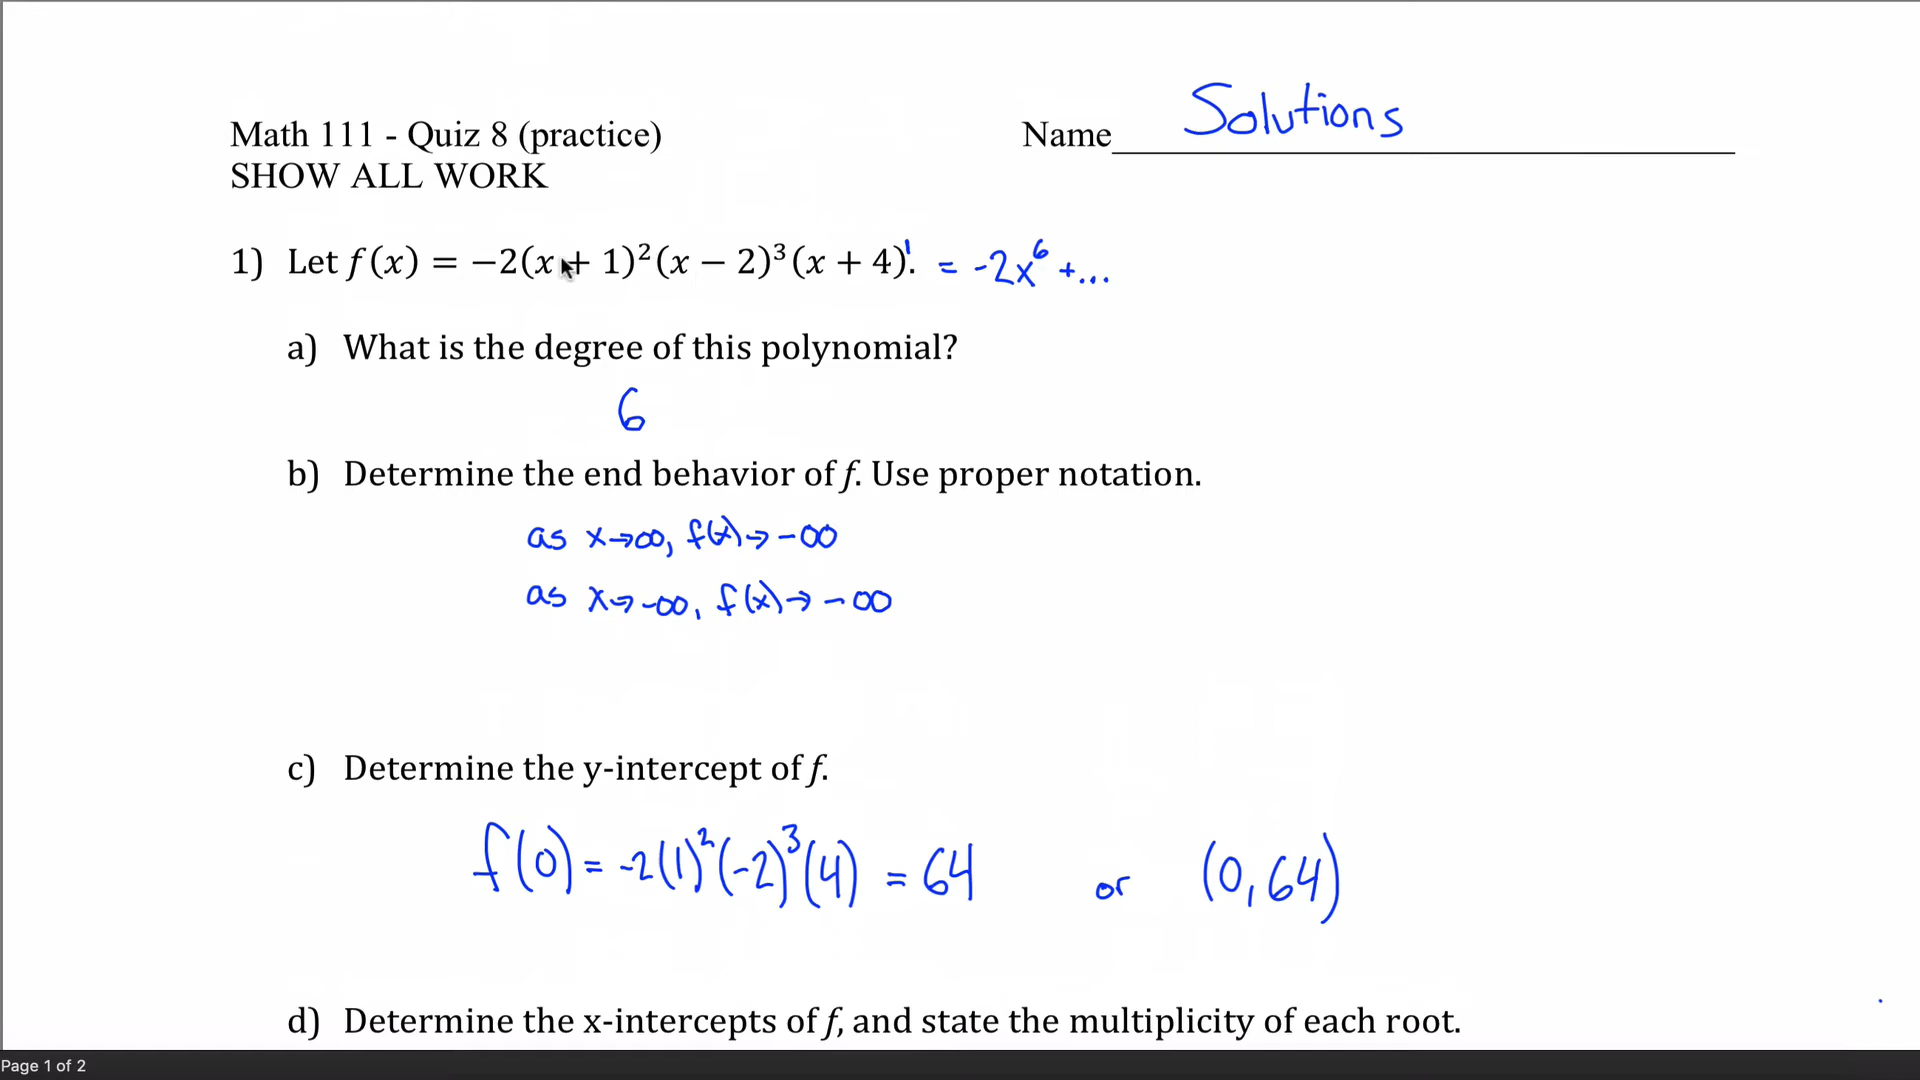 Math 111 - Quiz 8 (practice)
Name Solutions
SHOW ALL WORK
1) Let f(x) = −2(x + 1)²(x − 2)³(x + 4)¹. = -2x⁶ + ...
a) What is the degree of this polynomial?
6
b) Determine the end behavior of f. Use proper notation.
as x→∞, f(x)→ -∞
as x→ -∞, f(x)→ -∞
c) Determine the y-intercept of f.
f(0) = -2(1)²(-2)³(4) = 64 or (0,64)
d) Determine the x-intercepts of f, and state the multiplicity of each root.
Page 1 of 2